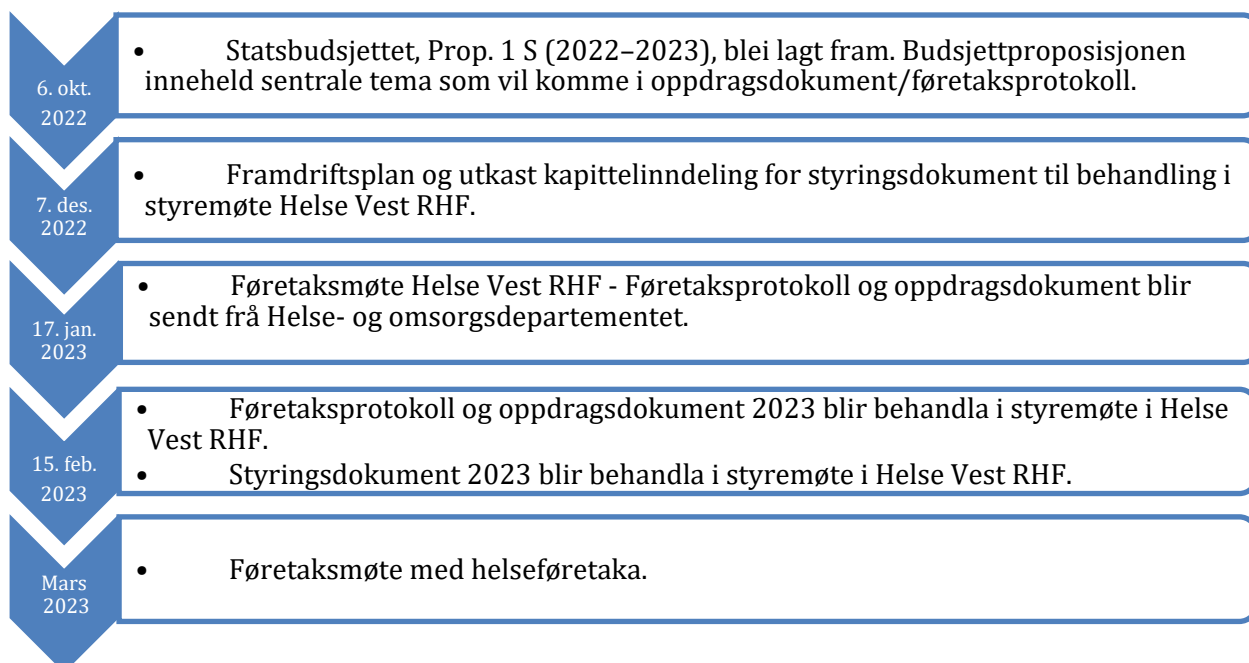 6. okt.
2022
• Statsbudsjettet, Prop. 1 S (2022–2023), blei lagt fram. Budsjettproposisjonen
inneheld sentrale tema som vil komme i oppdragsdokument/føretaksprotokoll.
7. des.
2022
• Framdriftsplan og utkast kapittelinndeling for styringsdokument til behandling i
styremøte Helse Vest RHF.
17. jan.
2023
• Føretaksmøte Helse Vest RHF - Føretaksprotokoll og oppdragsdokument blir
sendt frå Helse- og omsorgsdepartementet.
15. feb.
2023
• Føretaksprotokoll og oppdragsdokument 2023 blir behandla i styremøte i Helse
Vest RHF.
• Styringsdokument 2023 blir behandla i styremøte i Helse Vest RHF.
Mars
2023
• Føretaksmøte med helseføretaka.